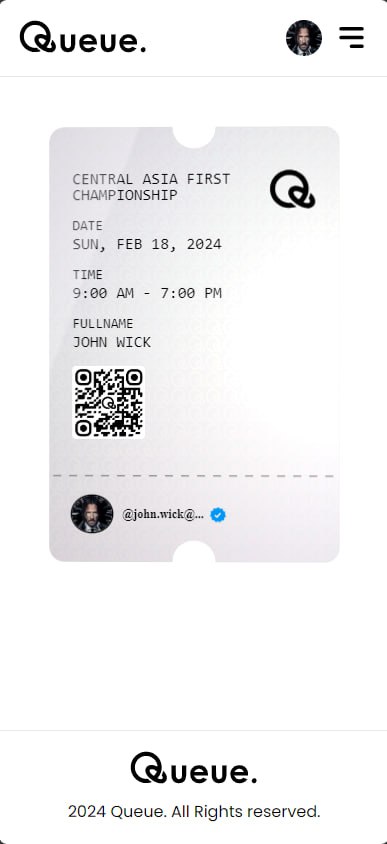 Queue.
CENTRAL ASIA FIRST
CHAMPIONSHIP
DATE
SUN, FEB 18, 2024
TIME
9:00 AM - 7:00 PM
FULLNAME
JOHN WICK
@john.wick@...
Queue.
2024 Queue. All Rights reserved.